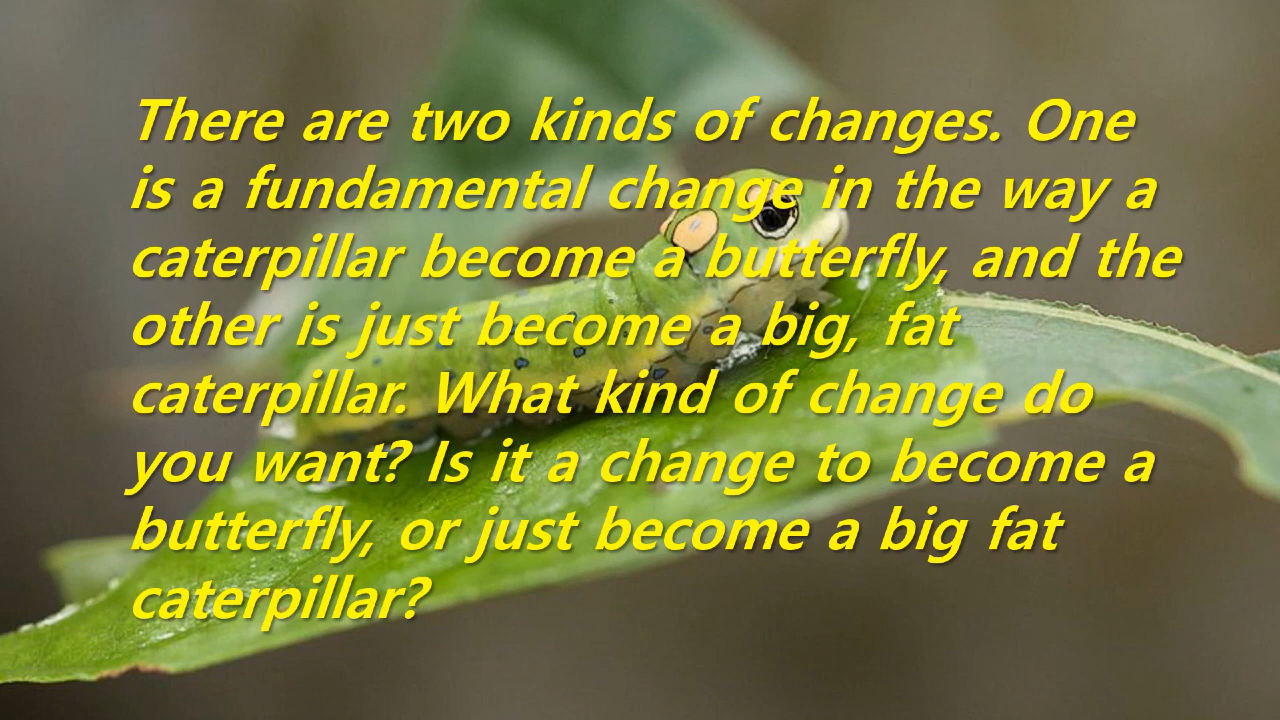 There are two kinds of changes. One
is a fundamental change in the way a
caterpillar become a butterfly, and the
other is just become a big, fat
caterpillar. What kind of change do
you want? Is it a change to become a
butterfly, or just become a big fat
caterpillar?